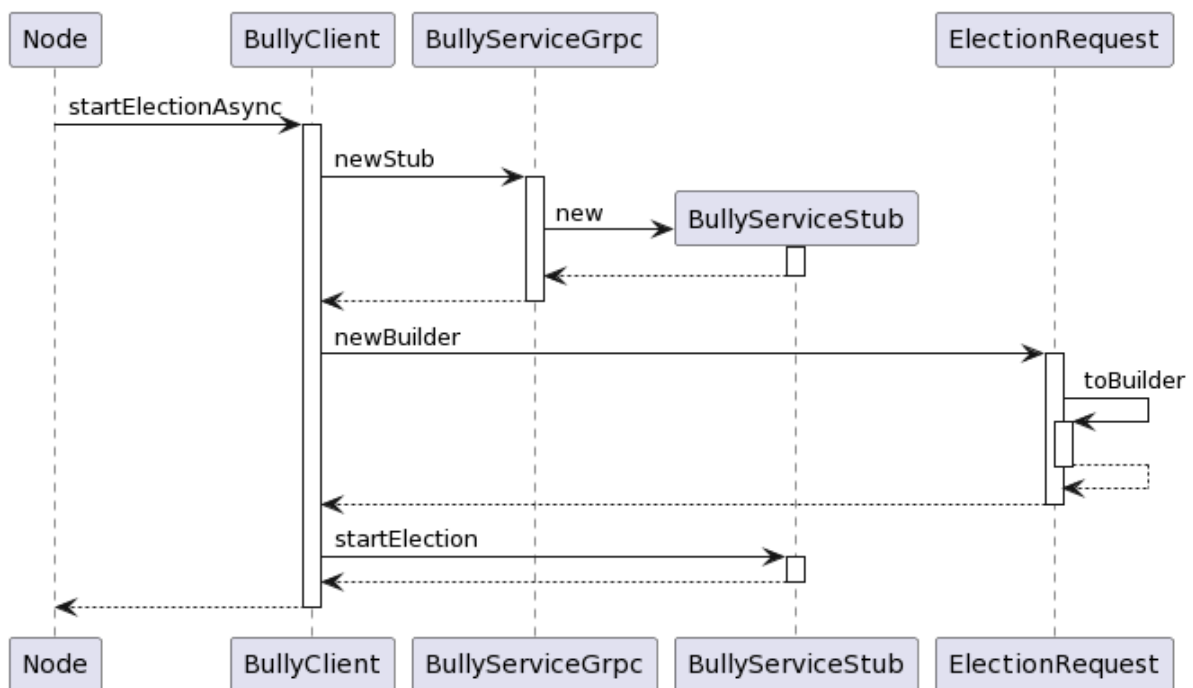 Node
BullyClient
BullyServiceGrpc
ElectionRequest
startElectionAsync
newStub
new
BullyServiceStub
newBuilder
toBuilder
startElection
Node
BullyClient
BullyServiceGrpc
BullyServiceStub
ElectionRequest